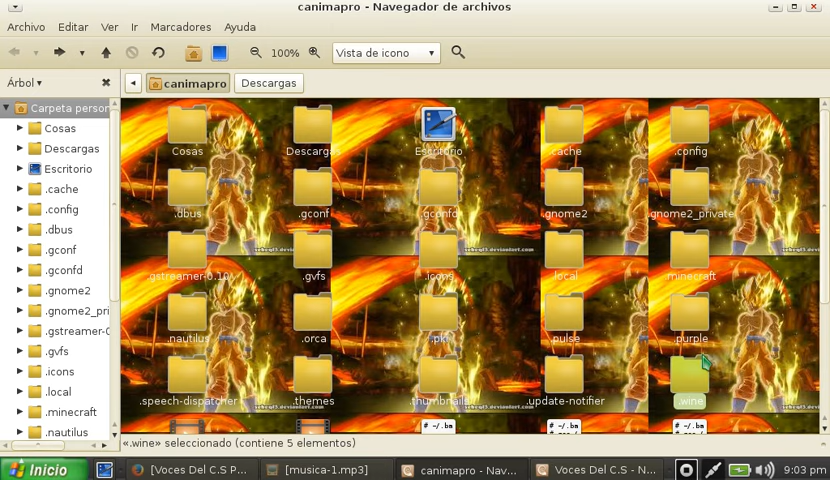 canimapro - Navegador de archivos
Archivo Editar Ver Ir Marcadores Ayuda
100% Vista de icono
Árbol canimapro Descargas
Carpeta person
Cosas
Descargas
Escritorio
.cache
.config
.dbus
.gconf
.gconfd
.gnome2
.gnome2_pri
.gstreamer-0
.gvfs
.icons
.local
.minecraft
.nautilus
Cosas Descargas Escritorio .cache .config
.dbus .gconf .gconfd .gnome2 .gnome2_private
.gstreamer-0.10 .gvfs .icons .local .minecraft
.nautilus .orca .pki .pulse .purple
.speech-dispatcher .themes .thumbnails .update-notifier .wine
# ~/.ba # ~/.ba # ~/.ba
«.wine» seleccionado (contiene 5 elementos)
Inicio [Voces Del C.S P... [musica-1.mp3] canimapro - Nav... Voces Del C.S - N... 9:03 pm